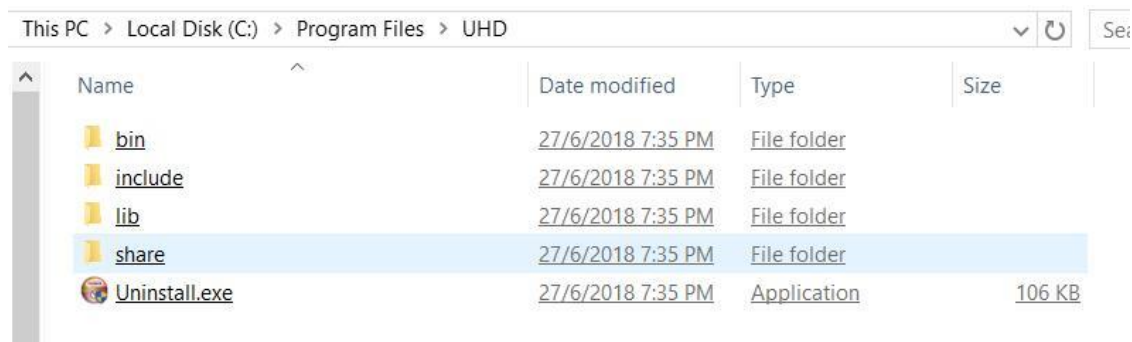 This PC > Local Disk (C:) > Program Files > UHD Sea
Name Date modified Type Size
bin 27/6/2018 7:35 PM File folder
include 27/6/2018 7:35 PM File folder
lib 27/6/2018 7:35 PM File folder
share 27/6/2018 7:35 PM File folder
Uninstall.exe 27/6/2018 7:35 PM Application 106 KB